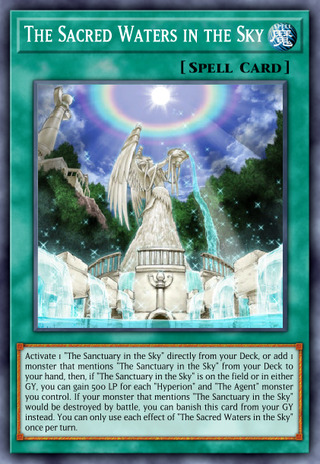 The Sacred Waters in the Sky 魔
[Spell Card]
Activate 1 "The Sanctuary in the Sky" directly from your Deck, or add 1
monster that mentions "The Sanctuary in the Sky" from your Deck to
your hand, then, if "The Sanctuary in the Sky" is on the field or in either
GY, you can gain 500 LP for each "Hyperion" and "The Agent" monster
you control. If your monster that mentions "The Sanctuary in the Sky"
would be destroyed by battle, you can banish this card from your GY
instead. You can only use each effect of "The Sacred Waters in the Sky"
once per turn.